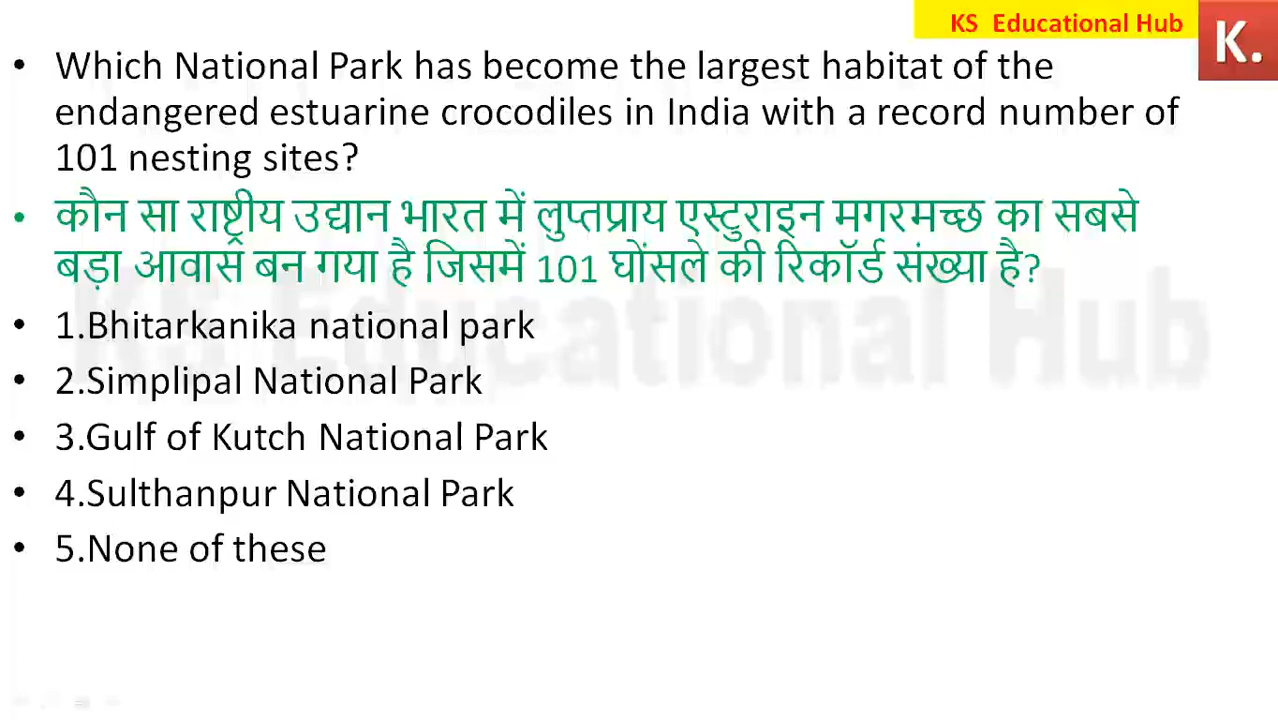 KS Educational Hub
K.
• Which National Park has become the largest habitat of the
endangered estuarine crocodiles in India with a record number of
101 nesting sites?
• कौन सा राष्ट्रीय उद्यान भारत में लुप्तप्राय एस्टुराइन मगरमच्छ का सबसे
बड़ा आवास बन गया है जिसमें 101 घोंसले की रिकॉर्ड संख्या है?
• 1.Bhitarkanika national park
• 2.Simplipal National Park
• 3.Gulf of Kutch National Park
• 4.Sulthanpur National Park
• 5.None of these
KS Educational Hub